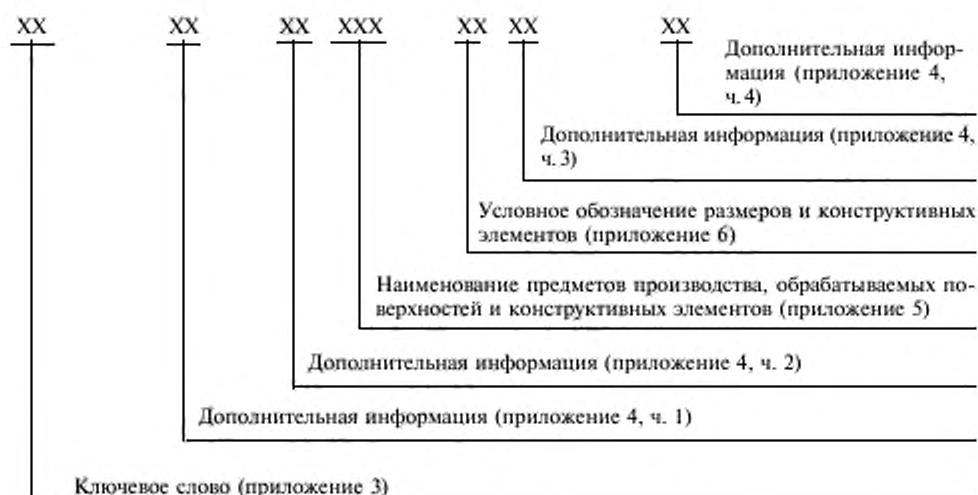 XX XX XX XXX XX XX XX
Дополнительная инфор-
мация (приложение 4,
ч. 4)
Дополнительная информация (приложение 4,
ч. 3)
Условное обозначение размеров и конструктивных
элементов (приложение 6)
Наименование предметов производства, обрабатываемых по-
верхностей и конструктивных элементов (приложение 5)
Дополнительная информация (приложение 4, ч. 2)
Дополнительная информация (приложение 4, ч. 1)
Ключевое слово (приложение 3)